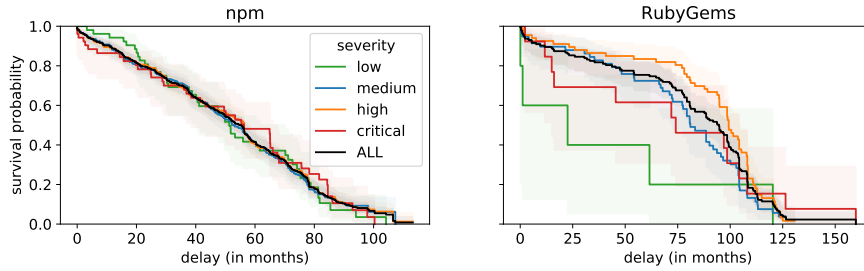 npm
RubyGems
survival probability
1.0
0.8
0.6
0.4
0.2
0.0
severity
low
medium
high
critical
ALL
0 20 40 60 80 100
0 25 50 75 100 125 150
delay (in months)
delay (in months)